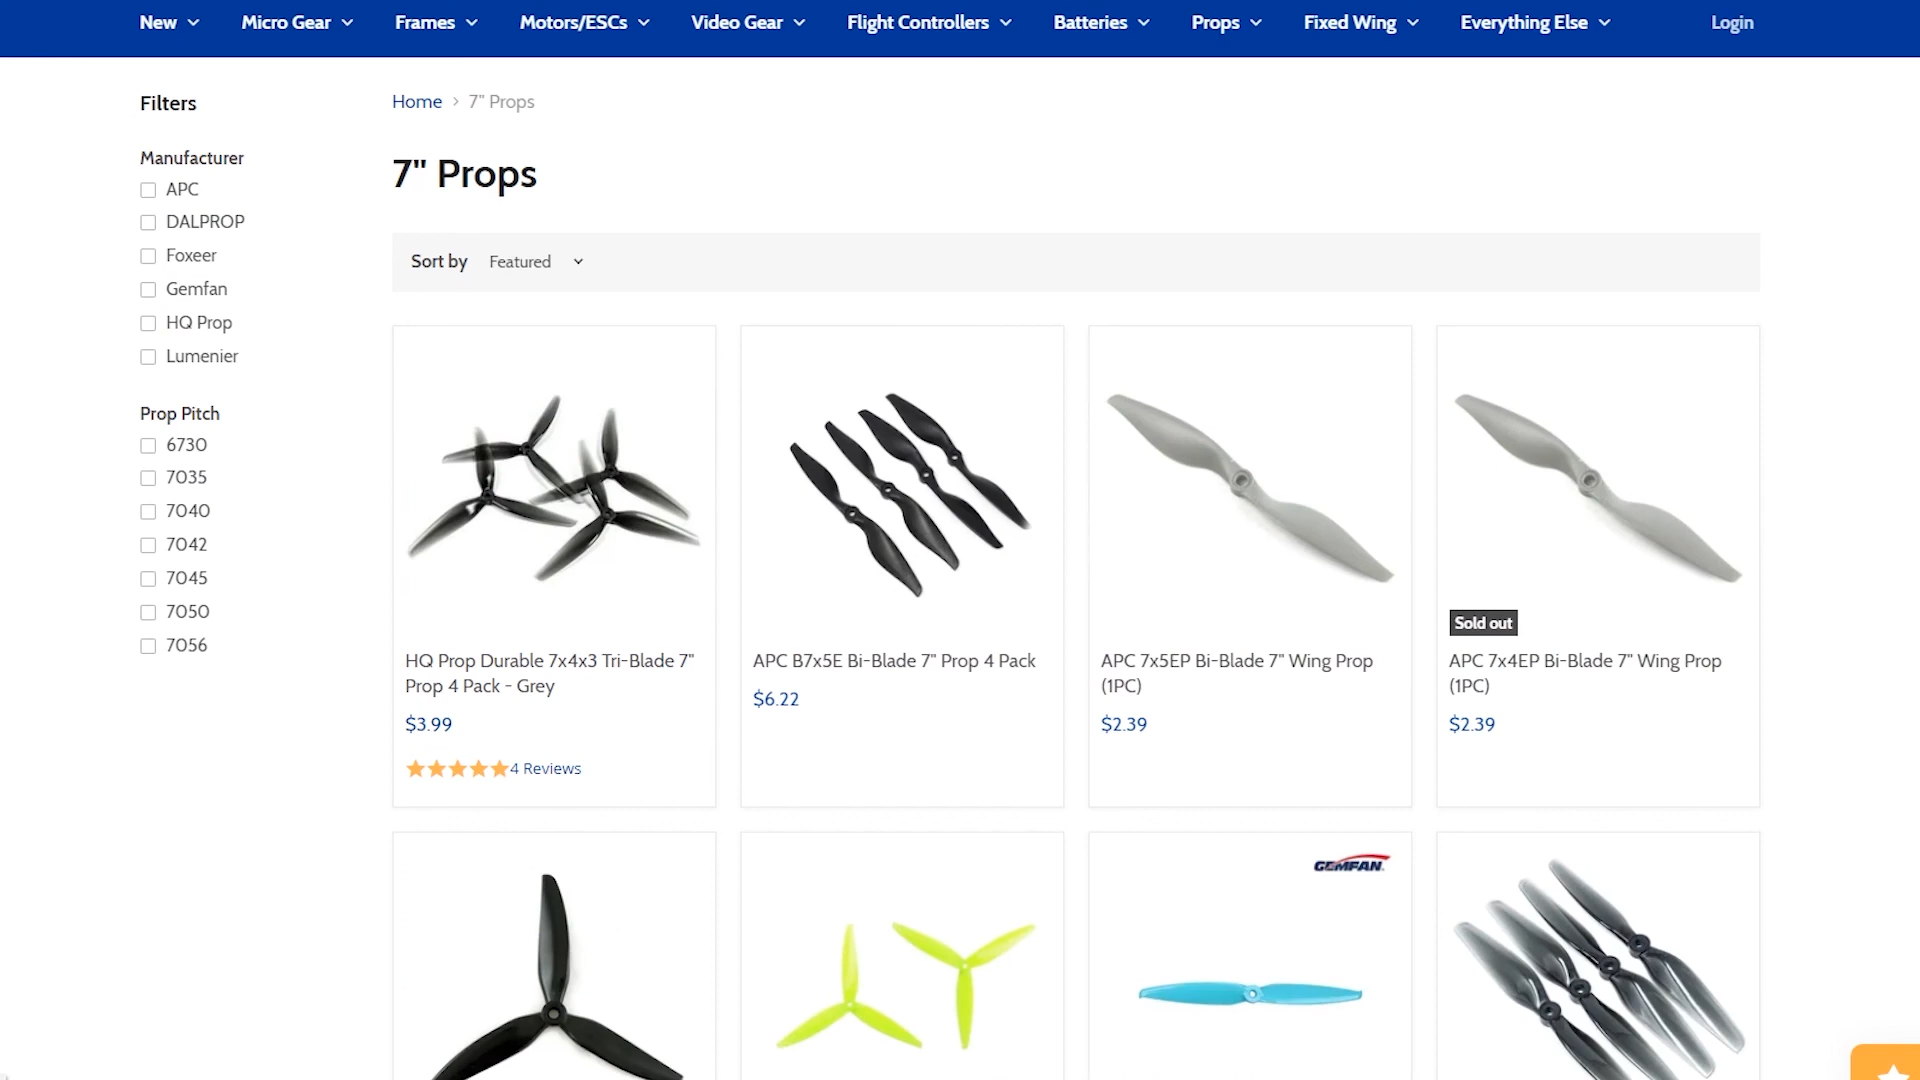 New
Micro Gear
Frames
Motors/ESCs
Video Gear
Flight Controllers
Batteries
Props
Fixed Wing
Everything Else
Login
Filters
Manufacturer
APC
DALPROP
Foxeer
Gemfan
HQ Prop
Lumenier
Prop Pitch
6730
7035
7040
7042
7045
7050
7056
Home > 7" Props
7" Props
Sort by Featured
HQ Prop Durable 7x4x3 Tri-Blade 7"
Prop 4 Pack - Grey
$3.99
4 Reviews
APC B7x5E Bi-Blade 7" Prop 4 Pack
$6.22
APC 7x5EP Bi-Blade 7" Wing Prop
(1PC)
$2.39
Sold out
APC 7x4EP Bi-Blade 7" Wing Prop
(1PC)
$2.39
GEMFAN